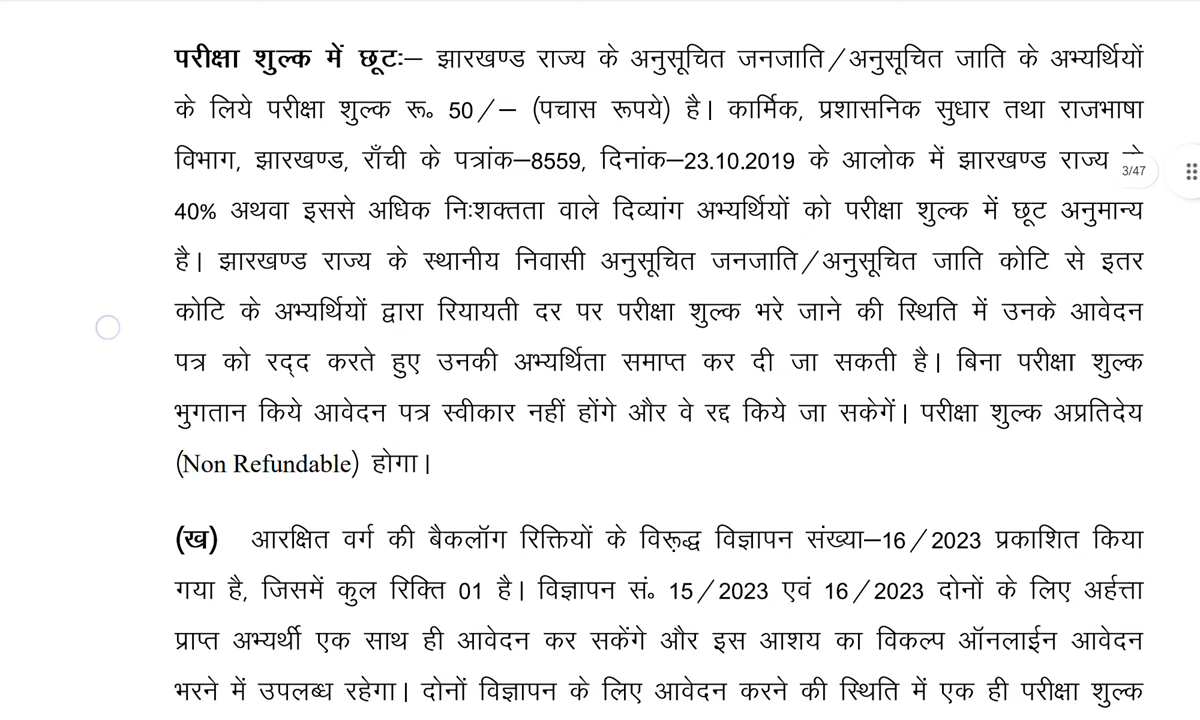 परीक्षा शुल्क में छूटः– झारखण्ड राज्य के अनुसूचित जनजाति/अनुसूचित जाति के अभ्यर्थियों
के लिये परीक्षा शुल्क रू॰ 50/– (पचास रूपये) है। कार्मिक, प्रशासनिक सुधार तथा राजभाषा
विभाग, झारखण्ड, राँची के पत्रांक–8559, दिनांक–23.10.2019 के आलोक में झारखण्ड राज्य
3/47
40% अथवा इससे अधिक निःशक्तता वाले दिव्यांग अभ्यर्थियों को परीक्षा शुल्क में छूट अनुमान्य
है। झारखण्ड राज्य के स्थानीय निवासी अनुसूचित जनजाति/अनुसूचित जाति कोटि से इतर
कोटि के अभ्यर्थियों द्वारा रियायती दर पर परीक्षा शुल्क भरे जाने की स्थिति में उनके आवेदन
पत्र को रद्‌द करते हुए उनकी अभ्यर्थिता समाप्त कर दी जा सकती है। बिना परीक्षा शुल्क
भुगतान किये आवेदन पत्र स्वीकार नहीं होंगे और वे रद्द किये जा सकेगें। परीक्षा शुल्क अप्रतिदेय
(Non Refundable) होगा।
(ख) आरक्षित वर्ग की बैकलॉग रिक्तियों के विरूद्ध विज्ञापन संख्या–16/2023 प्रकाशित किया
गया है, जिसमें कुल रिक्ति 01 है। विज्ञापन सं॰ 15/2023 एवं 16/2023 दोनों के लिए अर्हत्ता
प्राप्त अभ्यर्थी एक साथ ही आवेदन कर सकेंगे और इस आशय का विकल्प ऑनलाईन आवेदन
भरने में उपलब्ध रहेगा। दोनों विज्ञापन के लिए आवेदन करने की स्थिति में एक ही परीक्षा शुल्क